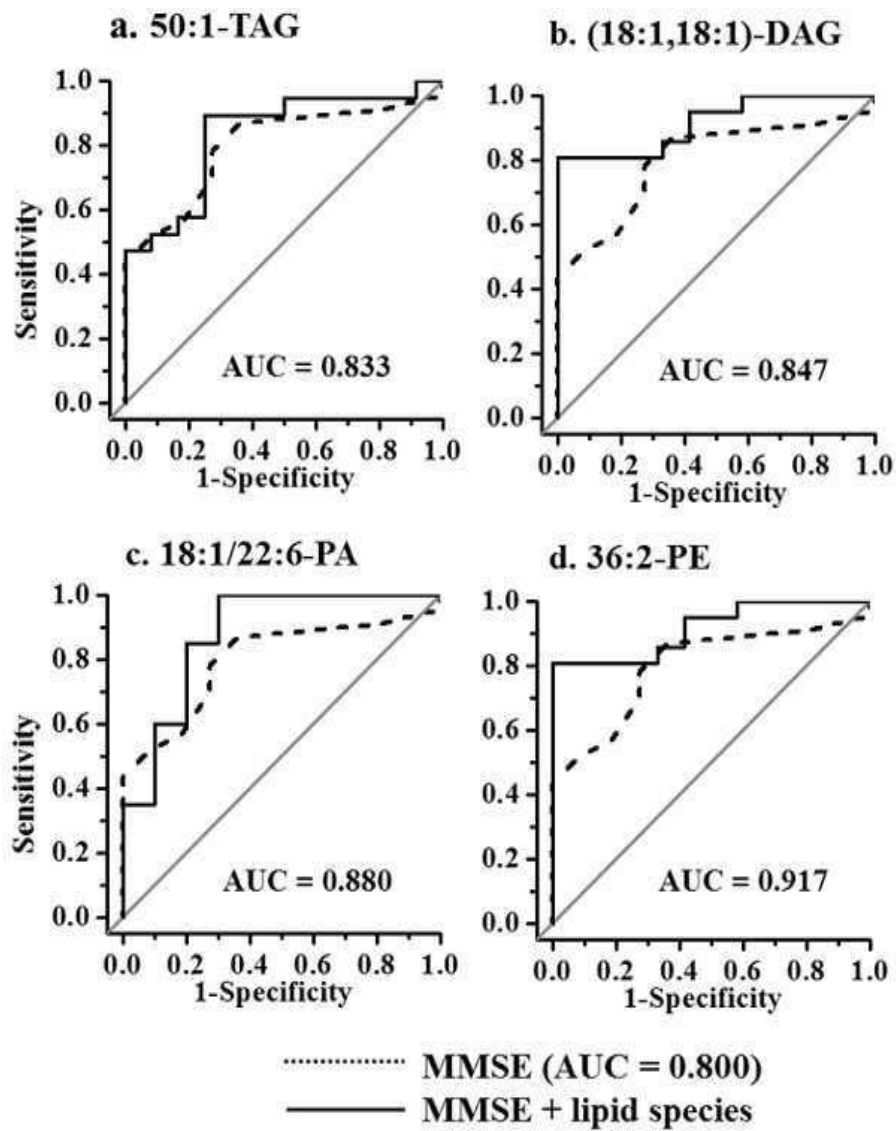 a. 50:1-TAG
1.0
0.8
0.6
0.4
0.2
0.0
Sensitivity
AUC = 0.833
0.0 0.2 0.4 0.6 0.8 1.0
1-Specificity
b. (18:1,18:1)-DAG
1.0
0.8
0.6
0.4
0.2
0.0
AUC = 0.847
0.0 0.2 0.4 0.6 0.8 1.0
1-Specificity
c. 18:1/22:6-PA
1.0
0.8
0.6
0.4
0.2
0.0
Sensitivity
AUC = 0.880
0.0 0.2 0.4 0.6 0.8 1.0
1-Specificity
d. 36:2-PE
1.0
0.8
0.6
0.4
0.2
0.0
AUC = 0.917
0.0 0.2 0.4 0.6 0.8 1.0
1-Specificity
MMSE (AUC = 0.800)
MMSE + lipid species